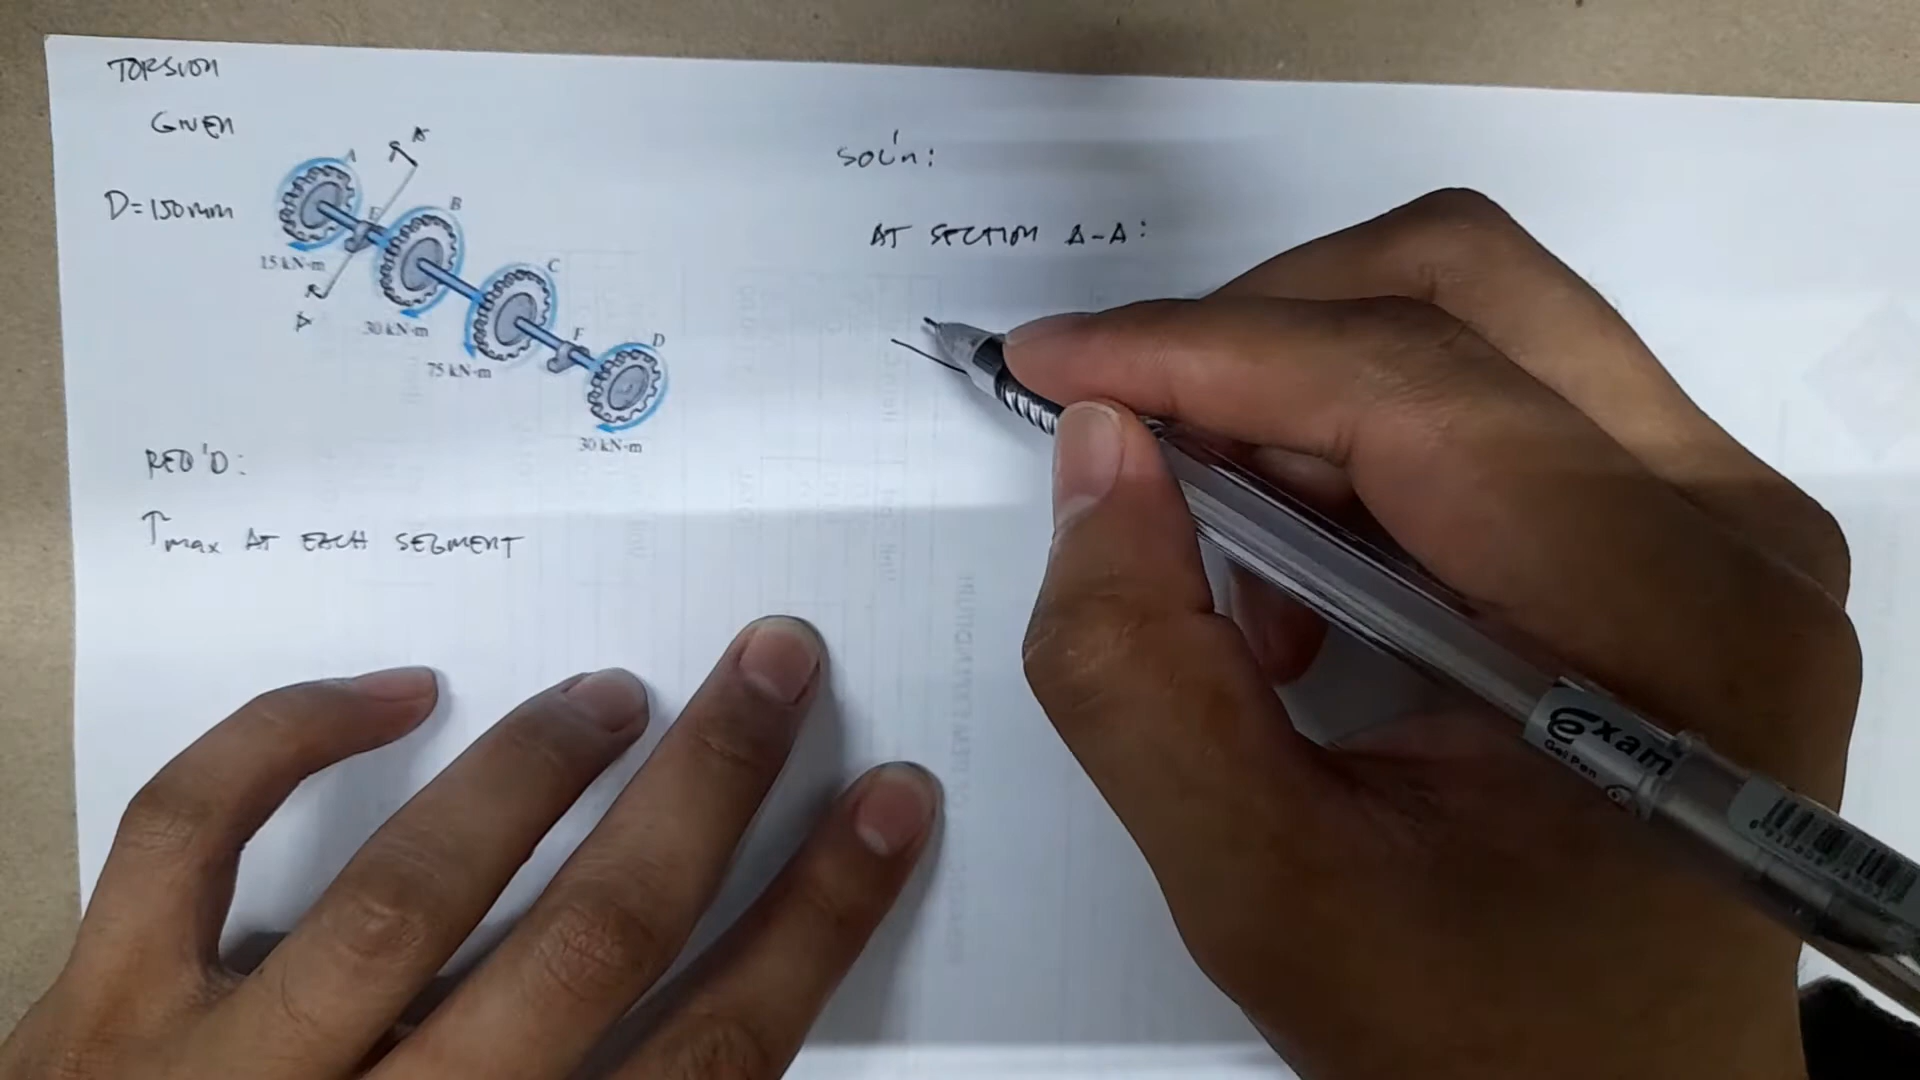 TORSION
GIVEN
D=150mm
A
A
E
B
15 kN·m
A
C
30 kN·m
F
D
75 kN·m
30 kN·m
REQ'D:
τmax AT EACH SEGMENT
SOL'n:
AT SECTION A-A:
Exam
Gel Pen